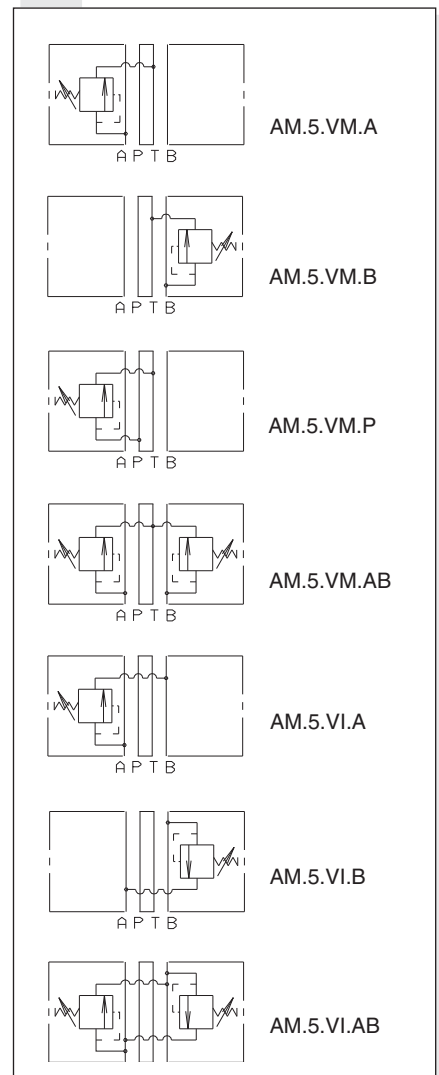 AM.5.VM.A
A P T B
AM.5.VM.B
A P T B
AM.5.VM.P
A P T B
AM.5.VM.AB
A P T B
AM.5.VI.A
A P T B
AM.5.VI.B
A P T B
AM.5.VI.AB